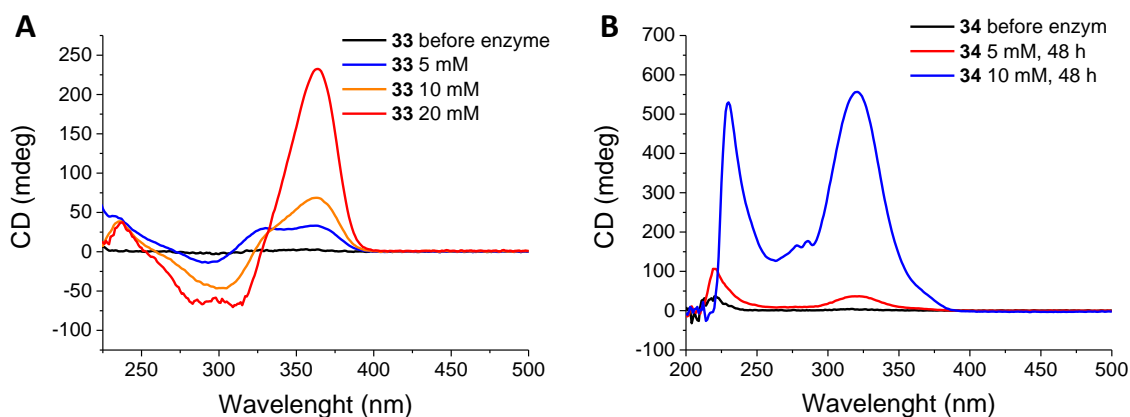 A
33 before enzyme
33 5 mM
33 10 mM
33 20 mM
CD (mdeg)
250
200
150
100
50
0
-50
-100
250 300 350 400 450 500
Wavelenght (nm)
B
34 before enzym
34 5 mM, 48 h
34 10 mM, 48 h
CD (mdeg)
700
600
500
400
300
200
100
0
-100
200 250 300 350 400 450 500
Wavelenght (nm)